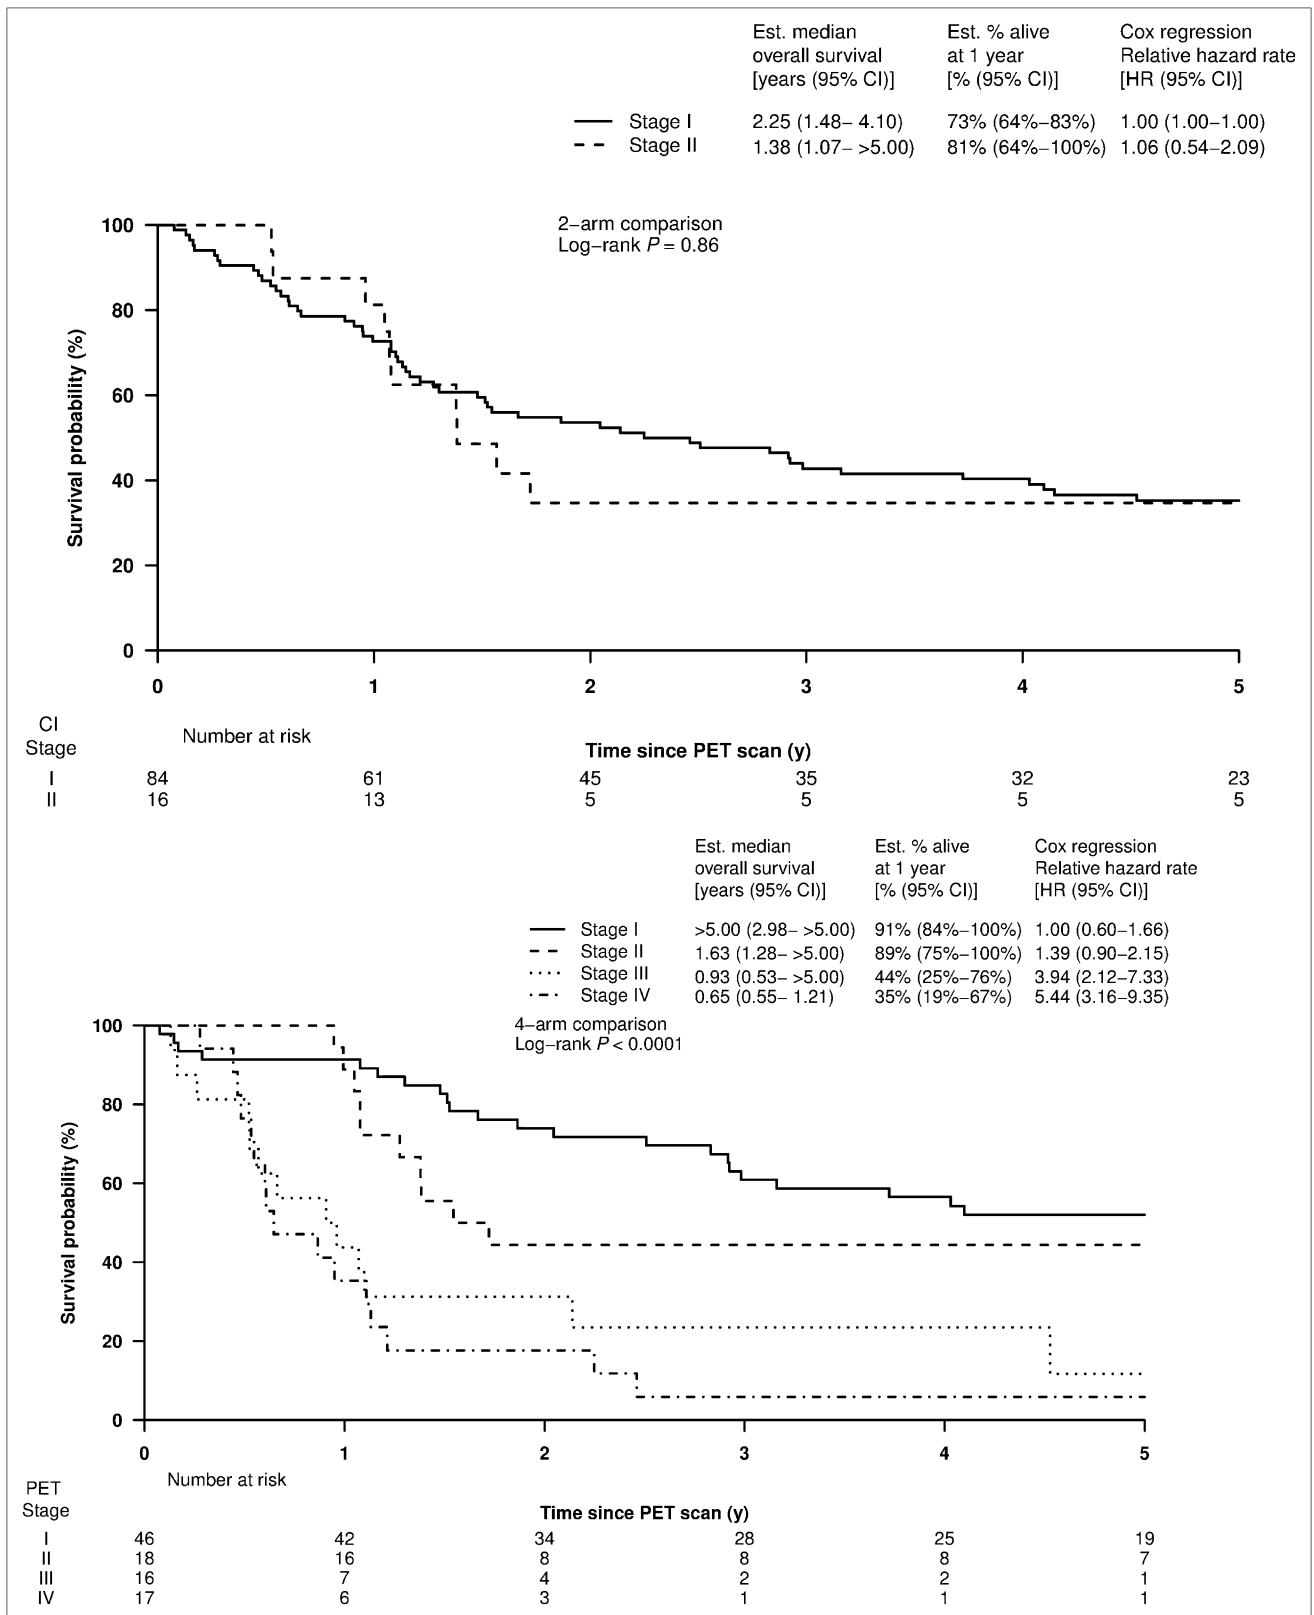 Est. median Est. % alive Cox regression
overall survival at 1 year Relative hazard rate
[years (95% CI)] [% (95% CI)] [HR (95% CI)]
Stage I 2.25 (1.48– 4.10) 73% (64%–83%) 1.00 (1.00–1.00)
Stage II 1.38 (1.07– >5.00) 81% (64%–100%) 1.06 (0.54–2.09)
2–arm comparison
Log–rank P = 0.86
Survival probability (%)
100
80
60
40
20
0
0 1 2 3 4 5
CI
Stage
Number at risk
Time since PET scan (y)
I 84 61 45 35 32 23
II 16 13 5 5 5 5
Est. median Est. % alive Cox regression
overall survival at 1 year Relative hazard rate
[years (95% CI)] [% (95% CI)] [HR (95% CI)]
Stage I >5.00 (2.98– >5.00) 91% (84%–100%) 1.00 (0.60–1.66)
Stage II 1.63 (1.28– >5.00) 89% (75%–100%) 1.39 (0.90–2.15)
Stage III 0.93 (0.53– >5.00) 44% (25%–76%) 3.94 (2.12–7.33)
Stage IV 0.65 (0.55– 1.21) 35% (19%–67%) 5.44 (3.16–9.35)
4–arm comparison
Log–rank P < 0.0001
Survival probability (%)
100
80
60
40
20
0
0 1 2 3 4 5
Number at risk
PET
Stage
Time since PET scan (y)
I 46 42 34 28 25 19
II 18 16 8 8 8 7
III 16 7 4 2 2 1
IV 17 6 3 1 1 1